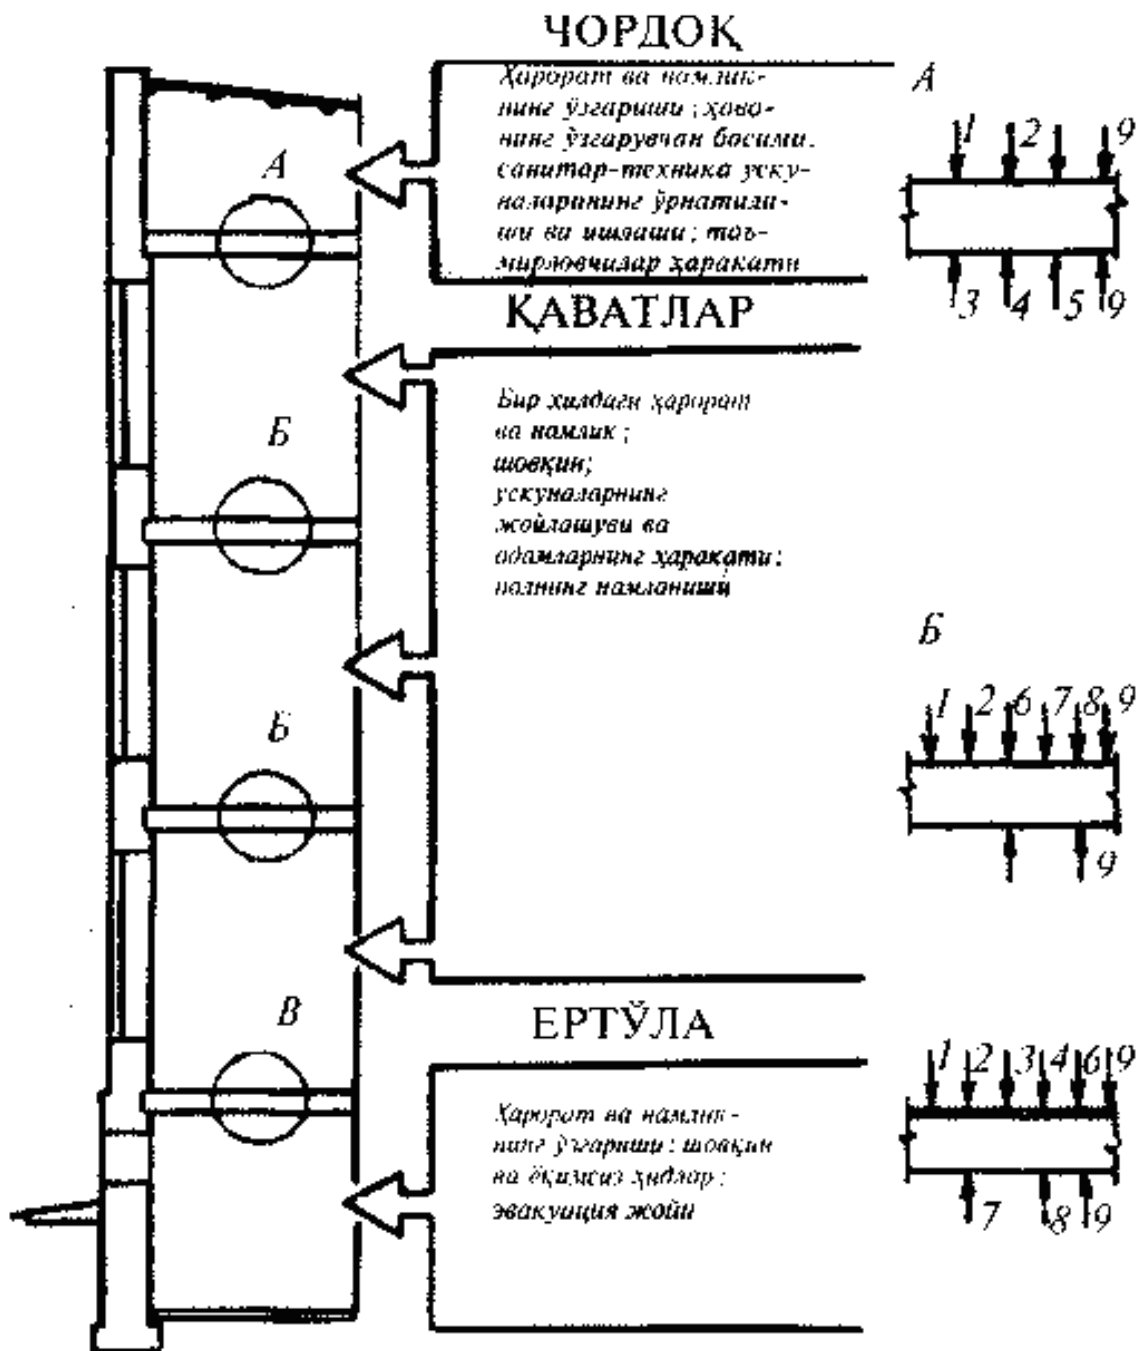 ЧОРДОҚ
Ҳарорат ва намлик-
нинг ўзгариши; ҳаво-
нинг ўзгарувчан босими.
санитар-техника уску-
наларининг ўрнатили-
ши ва ишлаши; таъ-
мирловчилар ҳаракати
ҚАВАТЛАР
Бир хилдаги ҳарорат
ва намлик;
шовқин;
ускуналарнинг
жойлашуви ва
одамларнинг ҳаракати;
полнинг намланиши
ЕРТЎЛА
Ҳарорат ва намлик-
нинг ўзгариши; шовқин
ва ёқимсиз ҳидлар;
эвакуация жойи
А
Б
Б
В
А
1 2 9
3 4 5 9
Б
1 2 6 7 8 9
9
1 2 3 4 6 9
7 8 9